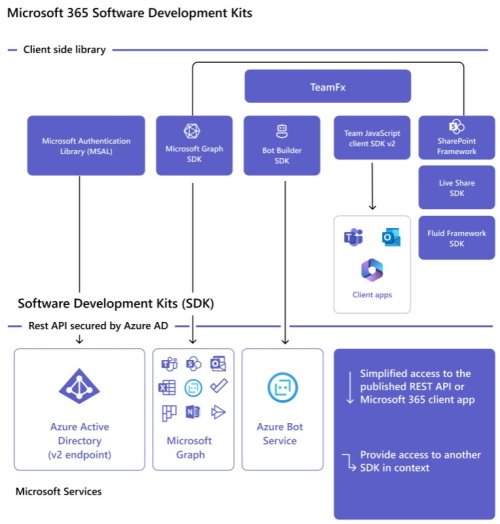 Microsoft 365 Software Development Kits
Client side library
TeamFx
Microsoft Authentication
Library (MSAL)
Microsoft Graph
SDK
Bot Builder
SDK
Team JavaScript
client SDK v2
SharePoint
Framework
Live Share
SDK
Fluid Framework
SDK
Client apps
Software Development Kits (SDK)
Rest API secured by Azure AD
Azure Active
Directory
(v2 endpoint)
Microsoft
Graph
Azure Bot
Service
Simplified access to the
published REST API or
Microsoft 365 client app
Provide access to another
SDK in context
Microsoft Services